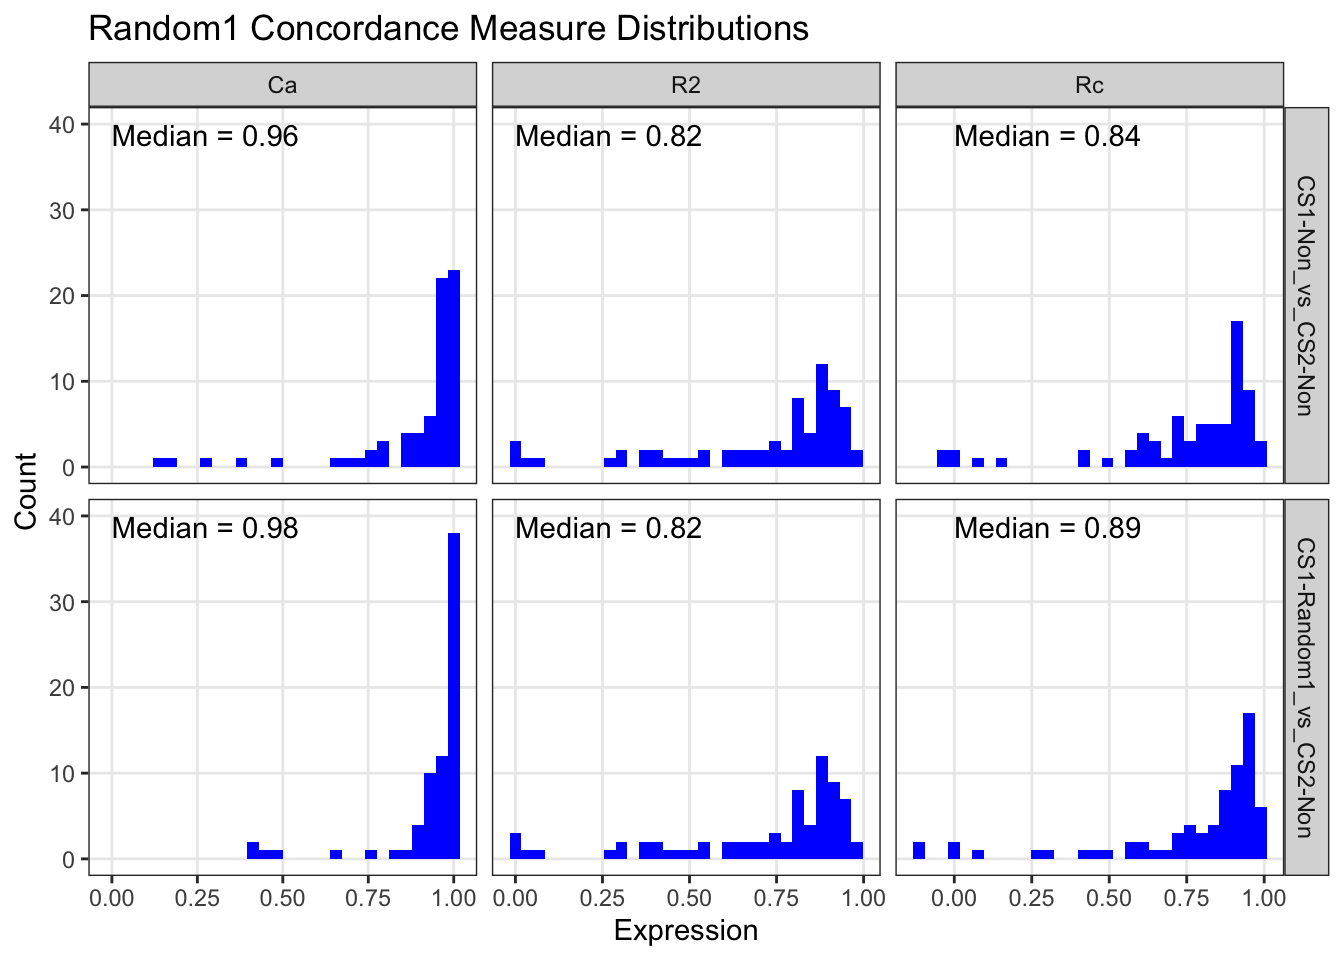 Random1 Concordance Measure Distributions
Ca
R2
Rc
Median = 0.96
Median = 0.82
Median = 0.84
CS1-Non_vs_CS2-Non
40
30
20
10
0
Median = 0.98
Median = 0.82
Median = 0.89
CS1-Random1_vs_CS2-Non
40
30
20
10
0
Count
0.00 0.25 0.50 0.75 1.00
0.00 0.25 0.50 0.75 1.00
0.00 0.25 0.50 0.75 1.00
Expression